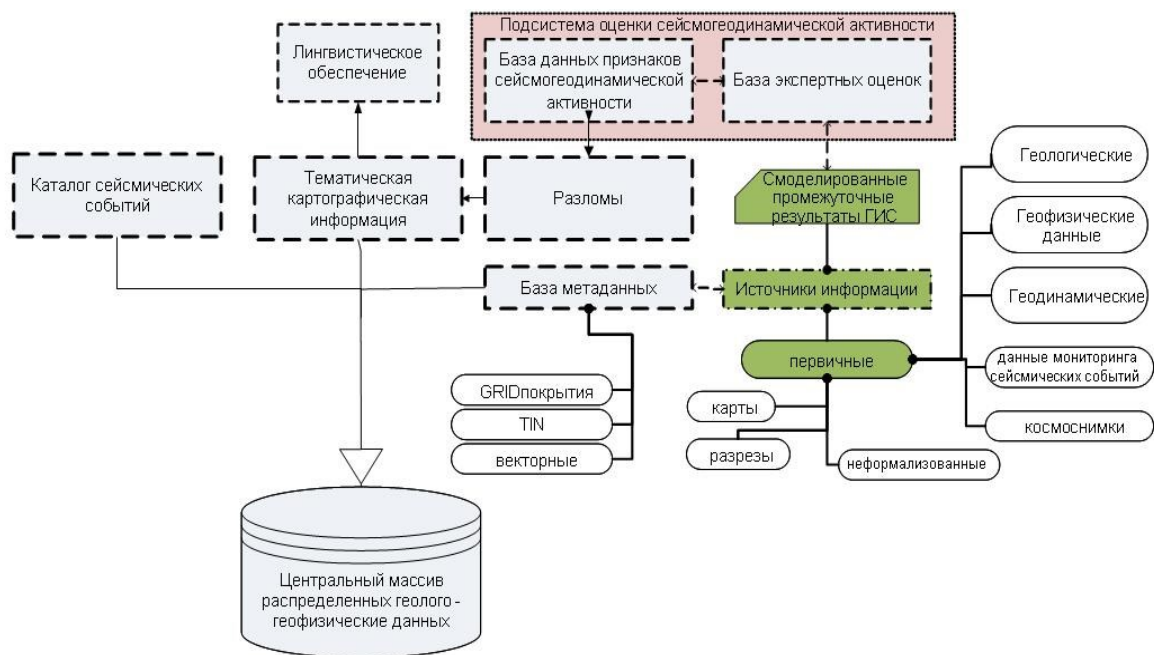 Подсистема оценки сейсмогеодинамической активности
Лингвистическое
обеспечение
База данных признаков
сейсмогеодинамической
активности
База экспертных оценок
Каталог сейсмических
событий
Тематическая
картографическая
информация
Разломы
Смоделированные
промежуточные
результаты ГИС
Геологические
Геофизические
данные
Геодинамические
База метаданных
Источники информации
первичные
данные мониторинга
сейсмических событий
космоснимки
GRIDпокрытия
TIN
векторные
карты
разрезы
неформализованные
Центральный массив
распределенных геолого -
геофизические данных